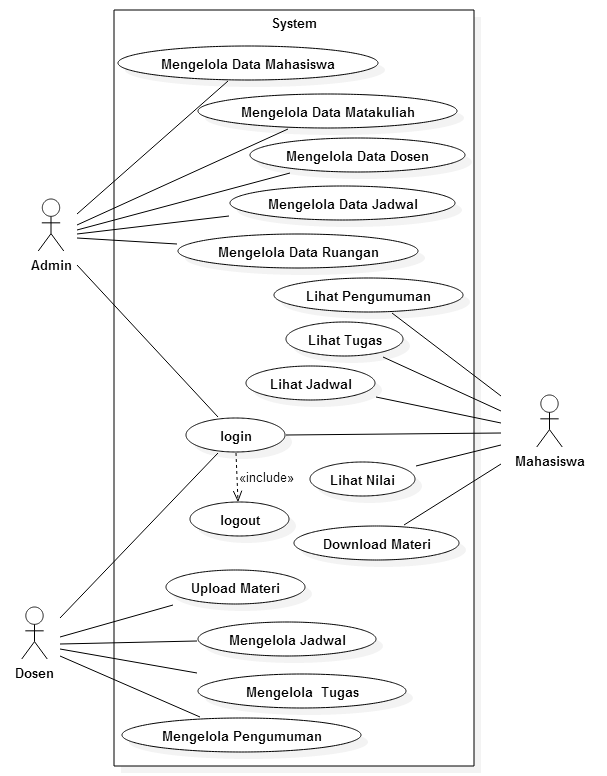 System
Mengelola Data Mahasiswa
Mengelola Data Matakuliah
Mengelola Data Dosen
Mengelola Data Jadwal
Admin
Mengelola Data Ruangan
Lihat Pengumuman
Lihat Tugas
Lihat Jadwal
login
Mahasiswa
«include»
Lihat Nilai
logout
Download Materi
Upload Materi
Mengelola Jadwal
Dosen
Mengelola  Tugas
Mengelola Pengumuman